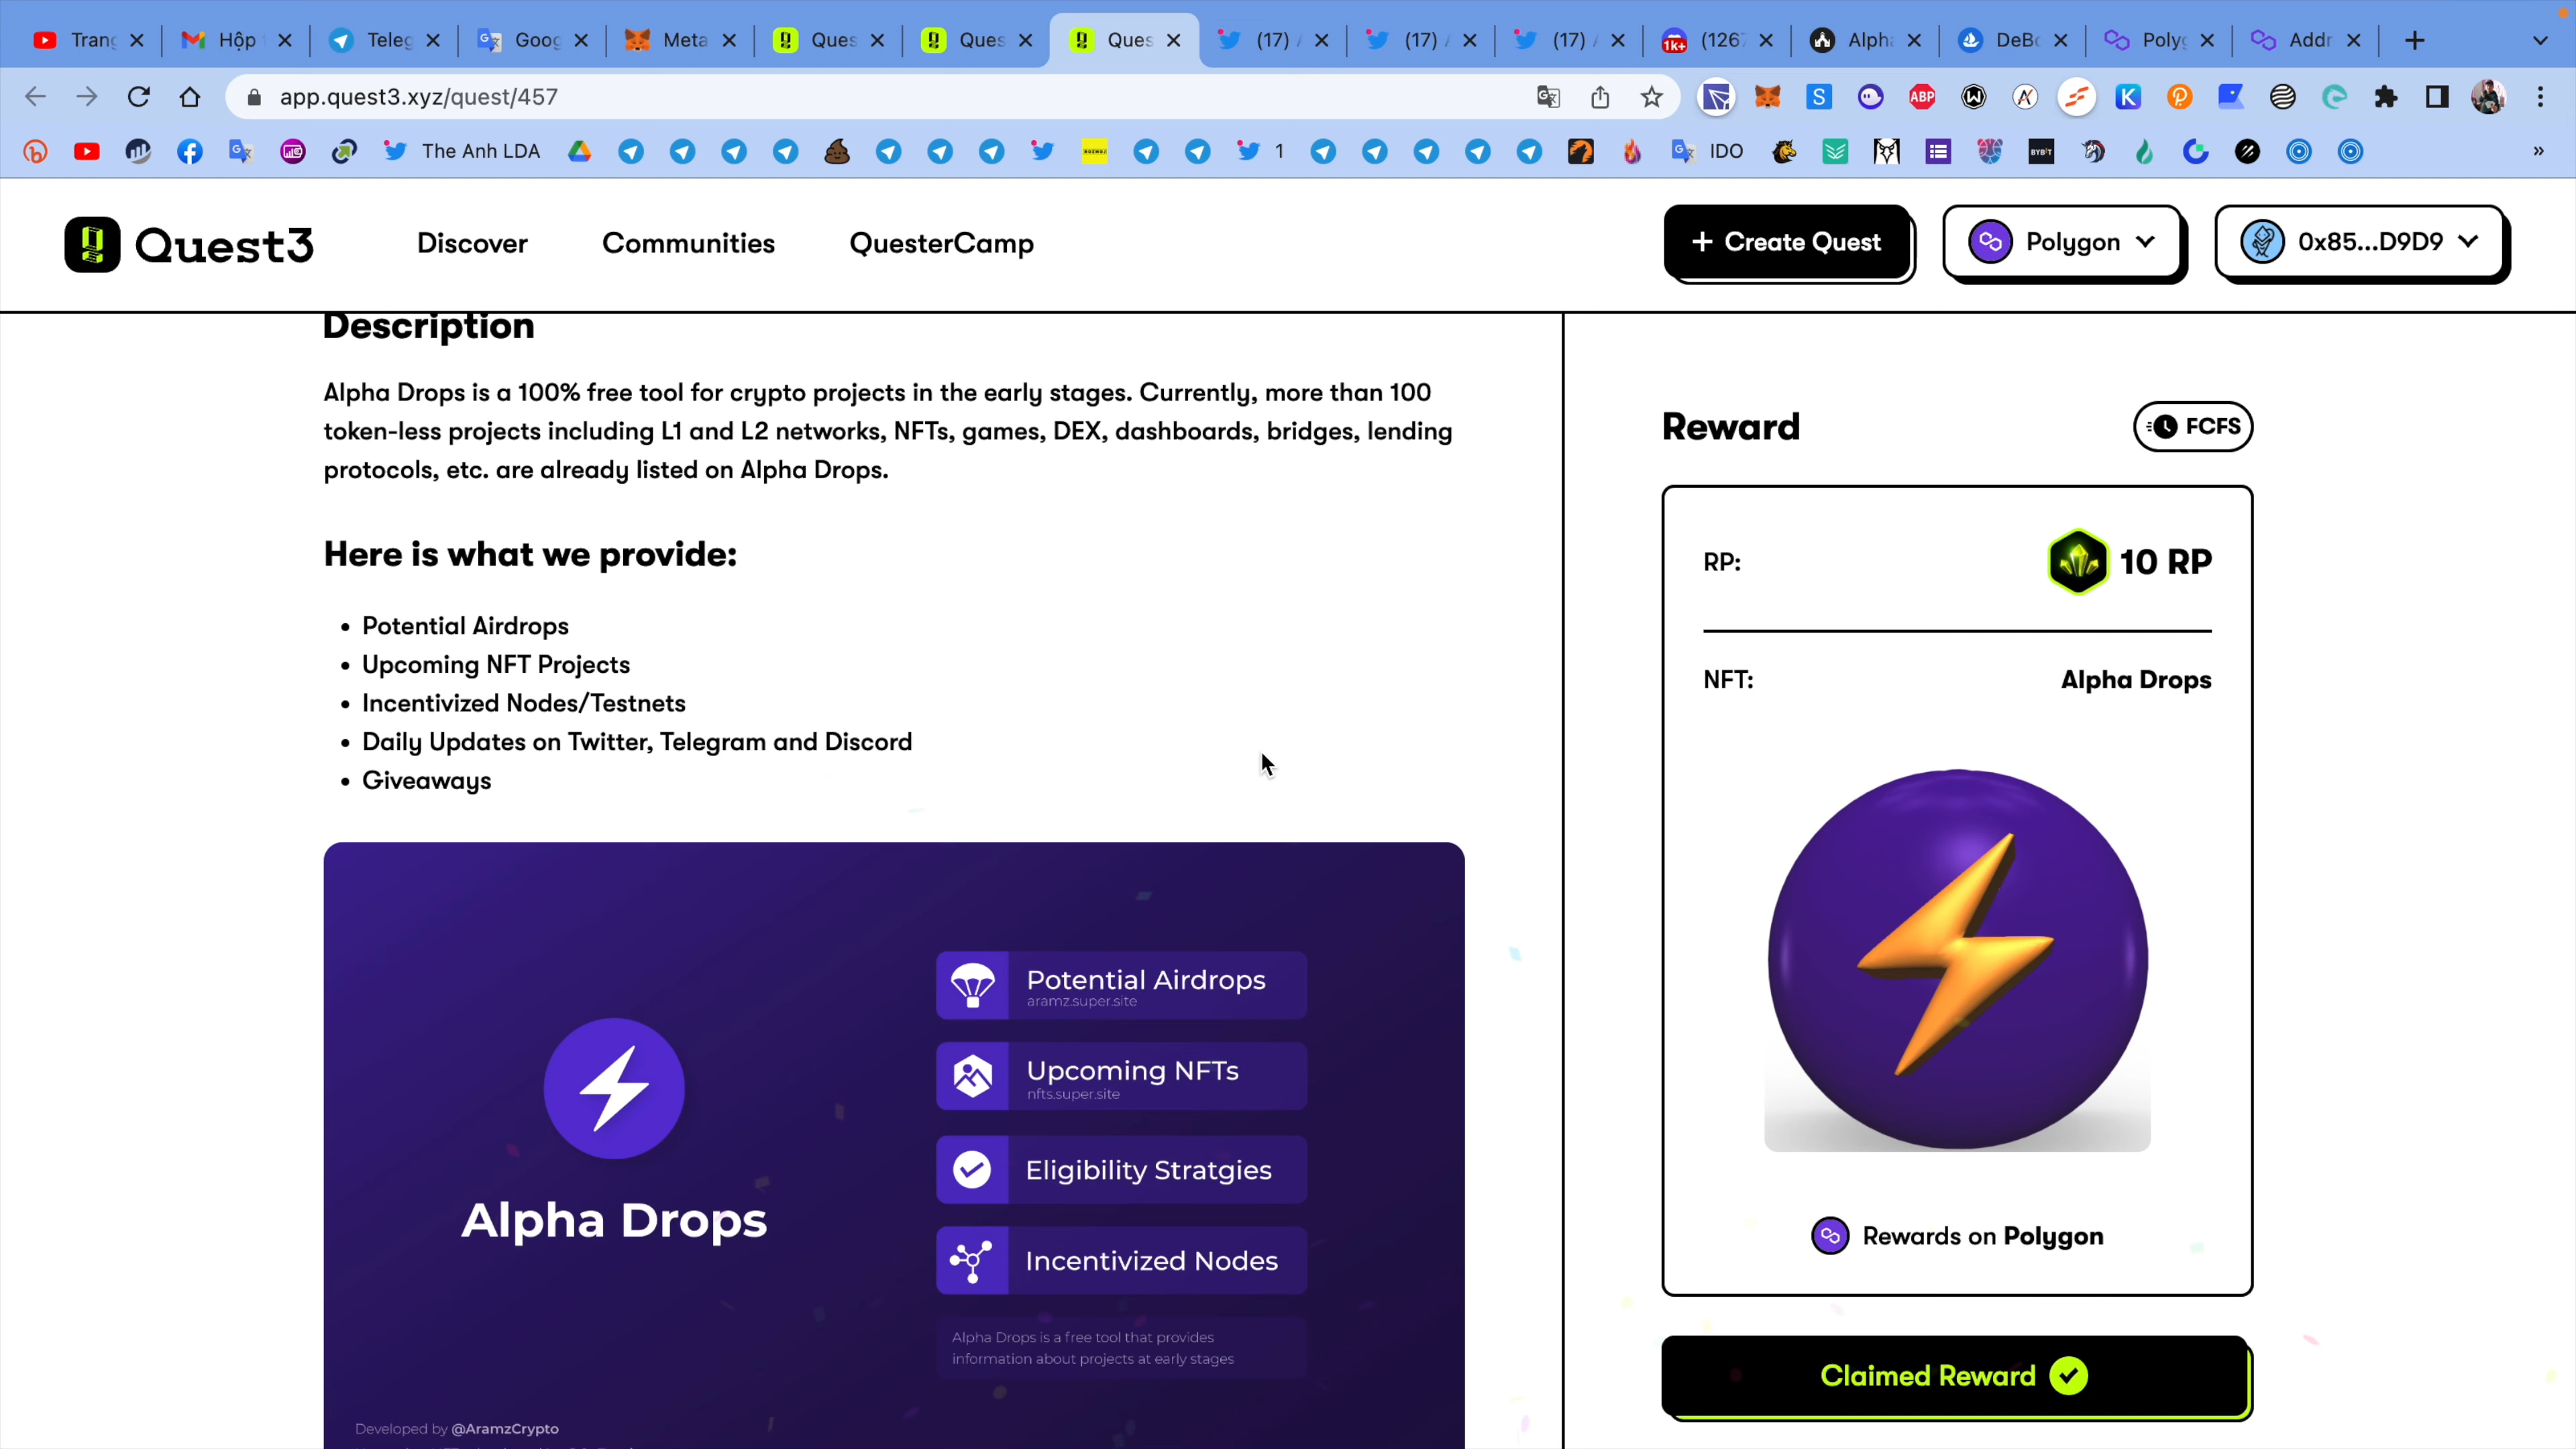 Trang
Hộp
Teleg
Goog
Meta
Ques
Ques
Ques
(17)
(17)
(17)
1k+
(126
Alpha
DeB
Poly
Addr
app.quest3.xyz/quest/457
ABP
The Anh LDA
1
IDO
BYBIT
Quest3
Discover
Communities
QuesterCamp
+ Create Quest
Polygon
0x85...D9D9
Description
Alpha Drops is a 100% free tool for crypto projects in the early stages. Currently, more than 100
token-less projects including L1 and L2 networks, NFTs, games, DEX, dashboards, bridges, lending
protocols, etc. are already listed on Alpha Drops.
Here is what we provide:
• Potential Airdrops
• Upcoming NFT Projects
• Incentivized Nodes/Testnets
• Daily Updates on Twitter, Telegram and Discord
• Giveaways
Alpha Drops
Potential Airdrops
aramz.super.site
Upcoming NFTs
nfts.super.site
Eligibility Stratgies
Incentivized Nodes
Alpha Drops is a free tool that provides
information about projects at early stages
Developed by @AramzCrypto
Reward
FCFS
RP:
10 RP
NFT:
Alpha Drops
Rewards on Polygon
Claimed Reward